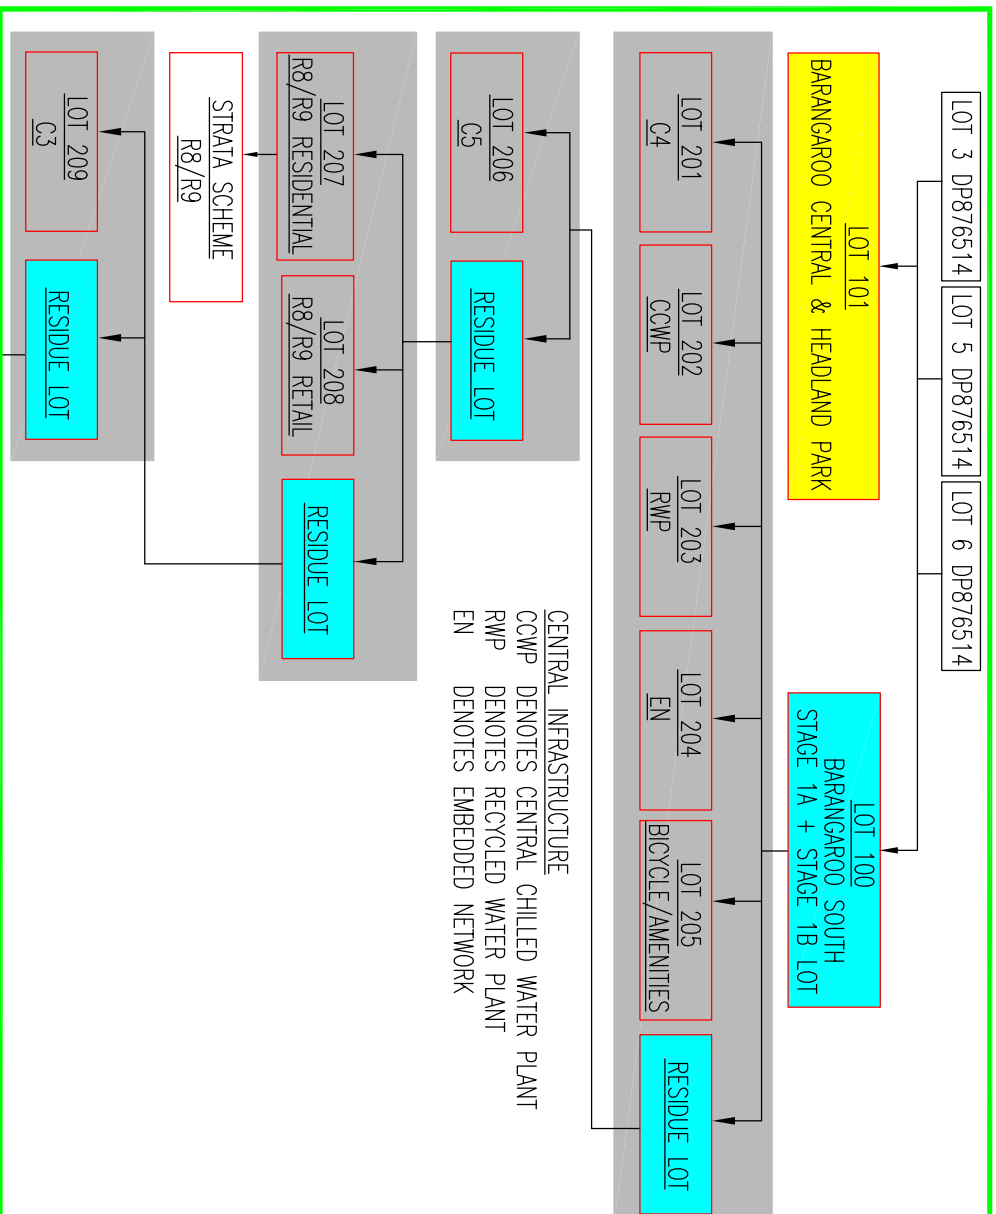 LOT 3 DP876514
LOT 5 DP876514
LOT 6 DP876514
LOT 101
BARANGAROO CENTRAL & HEADLAND PARK
LOT 100
BARANGAROO SOUTH
STAGE 1A + STAGE 1B LOT
LOT 201
C4
LOT 202
CCWP
LOT 203
RWP
LOT 204
EN
LOT 205
BICYCLE/AMENITIES
RESIDUE LOT
CENTRAL INFRASTRUCTURE
CCWP DENOTES CENTRAL CHILLED WATER PLANT
RWP DENOTES RECYCLED WATER PLANT
EN DENOTES EMBEDDED NETWORK
LOT 206
C5
RESIDUE LOT
LOT 207
R8/R9 RESIDENTIAL
LOT 208
R8/R9 RETAIL
RESIDUE LOT
STRATA SCHEME
R8/R9
LOT 209
C3
RESIDUE LOT